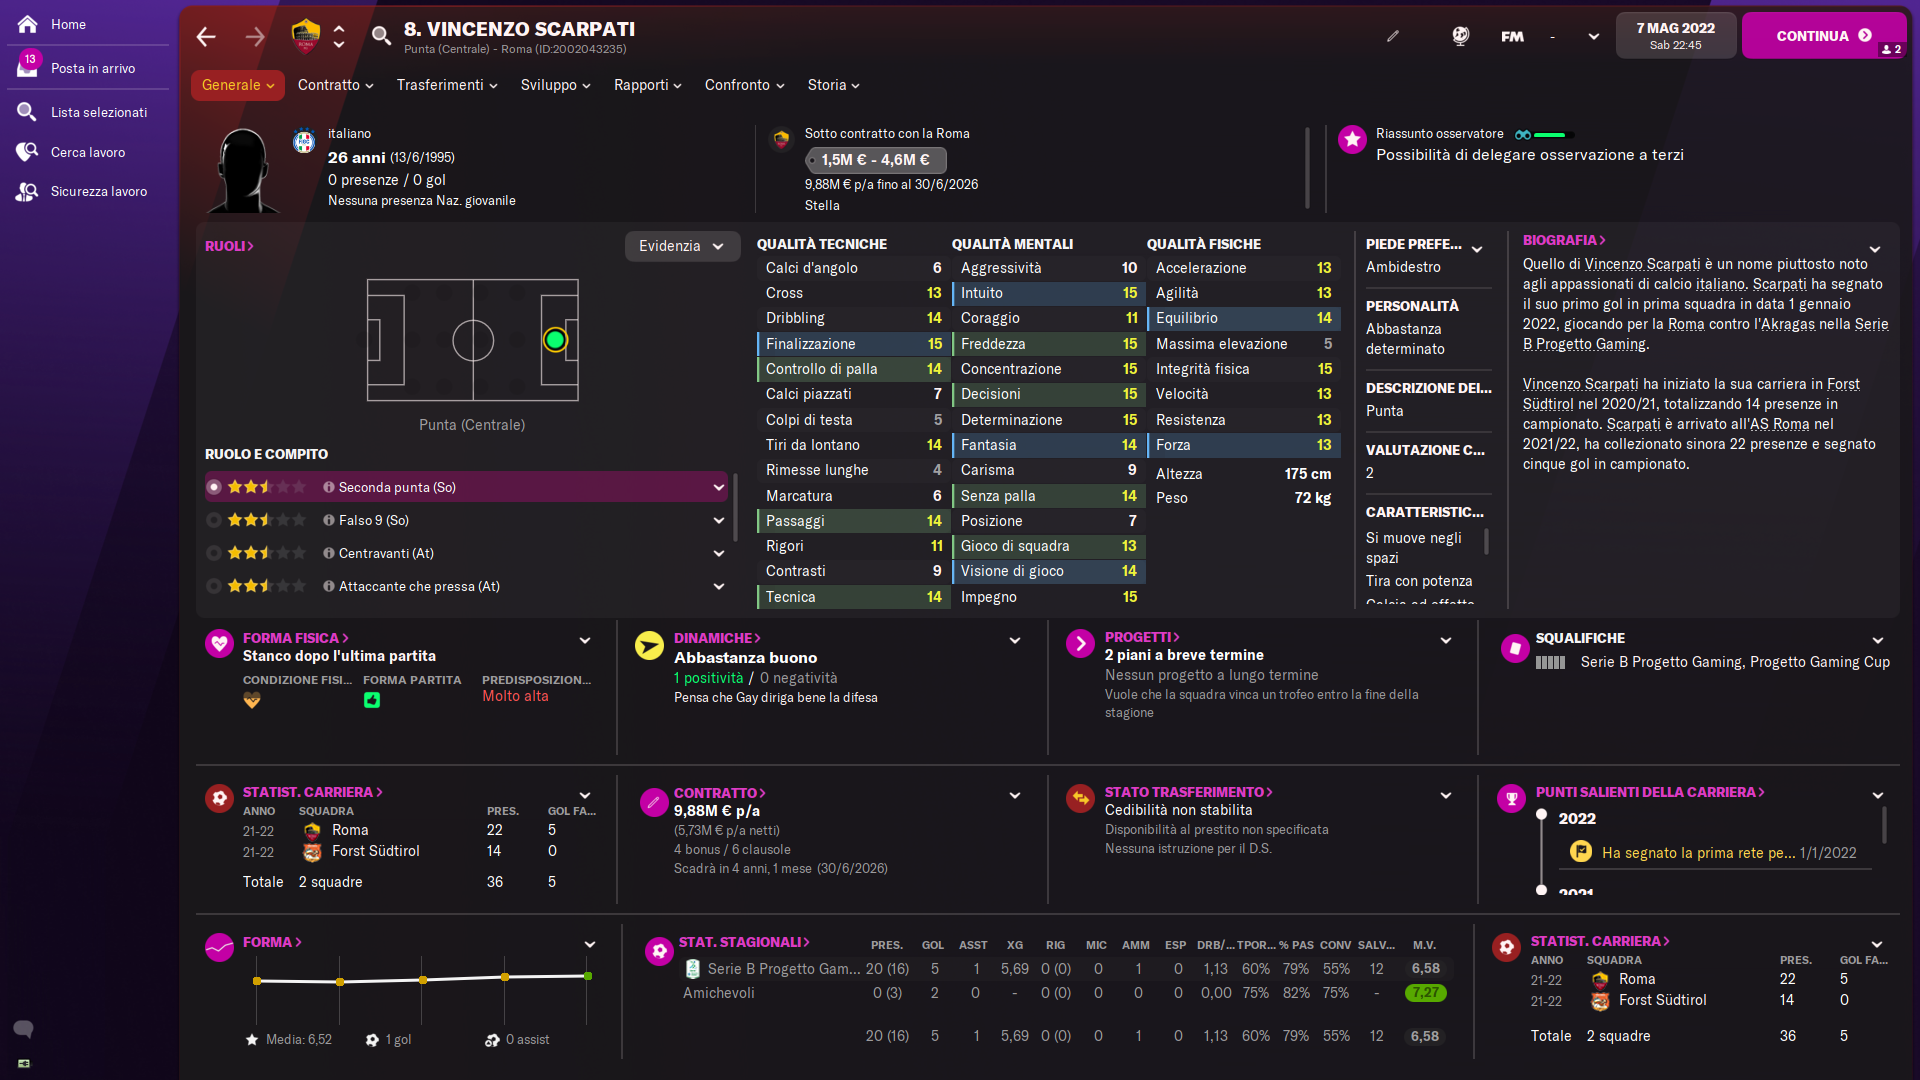 Home
13
Posta in arrivo
Lista selezionati
Cerca lavoro
Sicurezza lavoro
8. VINCENZO SCARPATI
Punta (Centrale) - Roma (ID:2002043235)
FM
-
7 MAG 2022
Sab 22:45
CONTINUA
2
Generale
Contratto
Trasferimenti
Sviluppo
Rapporti
Confronto
Storia
italiano
26 anni (13/6/1995)
0 presenze / 0 gol
Nessuna presenza Naz. giovanile
Sotto contratto con la Roma
1,5M € - 4,6M €
9,88M € p/a fino al 30/6/2026
Stella
Riassunto osservatore
Possibilità di delegare osservazione a terzi
RUOLI
Evidenzia
Punta (Centrale)
RUOLO E COMPITO
Seconda punta (So)
Falso 9 (So)
Centravanti (At)
Attaccante che pressa (At)
QUALITÀ TECNICHE
Calci d'angolo 6
Cross 13
Dribbling 14
Finalizzazione 15
Controllo di palla 14
Calci piazzati 7
Colpi di testa 5
Tiri da lontano 14
Rimesse lunghe 4
Marcatura 6
Passaggi 14
Rigori 11
Contrasti 9
Tecnica 14
QUALITÀ MENTALI
Aggressività 10
Intuito 15
Coraggio 11
Freddezza 15
Concentrazione 15
Decisioni 15
Determinazione 15
Fantasia 14
Carisma 9
Senza palla 14
Posizione 7
Gioco di squadra 13
Visione di gioco 14
Impegno 15
QUALITÀ FISICHE
Accelerazione 13
Agilità 13
Equilibrio 14
Massima elevazione 5
Integrità fisica 15
Velocità 13
Resistenza 13
Forza 13
Altezza 175 cm
Peso 72 kg
PIEDE PREFE...
Ambidestro
PERSONALITÀ
Abbastanza
determinato
DESCRIZIONE DEI...
Punta
VALUTAZIONE C...
2
CARATTERISTIC...
Si muove negli
spazi
Tira con potenza
BIOGRAFIA
Quello di Vincenzo Scarpati è un nome piuttosto noto
agli appassionati di calcio italiano. Scarpati ha segnato
il suo primo gol in prima squadra in data 1 gennaio
2022, giocando per la Roma contro l'Akragas nella Serie
B Progetto Gaming.
Vincenzo Scarpati ha iniziato la sua carriera in Forst
Südtirol nel 2020/21, totalizzando 14 presenze in
campionato. Scarpati è arrivato all'AS Roma nel
2021/22, ha collezionato sinora 22 presenze e segnato
cinque gol in campionato.
FORMA FISICA
Stanco dopo l'ultima partita
CONDIZIONE FISI... FORMA PARTITA PREDISPOSIZION...
Molto alta
DINAMICHE
Abbastanza buono
1 positività / 0 negatività
Pensa che Gay diriga bene la difesa
PROGETTI
2 piani a breve termine
Nessun progetto a lungo termine
Vuole che la squadra vinca un trofeo entro la fine della
stagione
SQUALIFICHE
Serie B Progetto Gaming, Progetto Gaming Cup
STATIST. CARRIERA
ANNO SQUADRA PRES. GOL FA...
21-22 Roma 22 5
21-22 Forst Südtirol 14 0
Totale 2 squadre 36 5
CONTRATTO
9,88M € p/a
(5,73M € p/a netti)
4 bonus / 6 clausole
Scadrà in 4 anni, 1 mese (30/6/2026)
STATO TRASFERIMENTO
Cedibilità non stabilita
Disponibilità al prestito non specificata
Nessuna istruzione per il D.S.
PUNTI SALIENTI DELLA CARRIERA
2022
Ha segnato la prima rete pe... 1/1/2022
2021
FORMA
Media: 6,52
1 gol
0 assist
STAT. STAGIONALI PRES. GOL ASST XG RIG MIC AMM ESP DRB/... TPOR... % PAS CONV SALV... M.V.
Serie B Progetto Gam... 20 (16) 5 1 5,69 0 (0) 0 1 0 1,13 60% 79% 55% 12 6,58
Amichevoli 0 (3) 2 0 - 0 (0) 0 0 0 0,00 75% 82% 75% - 7,27
20 (16) 5 1 5,69 0 (0) 0 1 0 1,13 60% 79% 55% 12 6,58
STATIST. CARRIERA
ANNO SQUADRA PRES. GOL FA...
21-22 Roma 22 5
21-22 Forst Südtirol 14 0
Totale 2 squadre 36 5